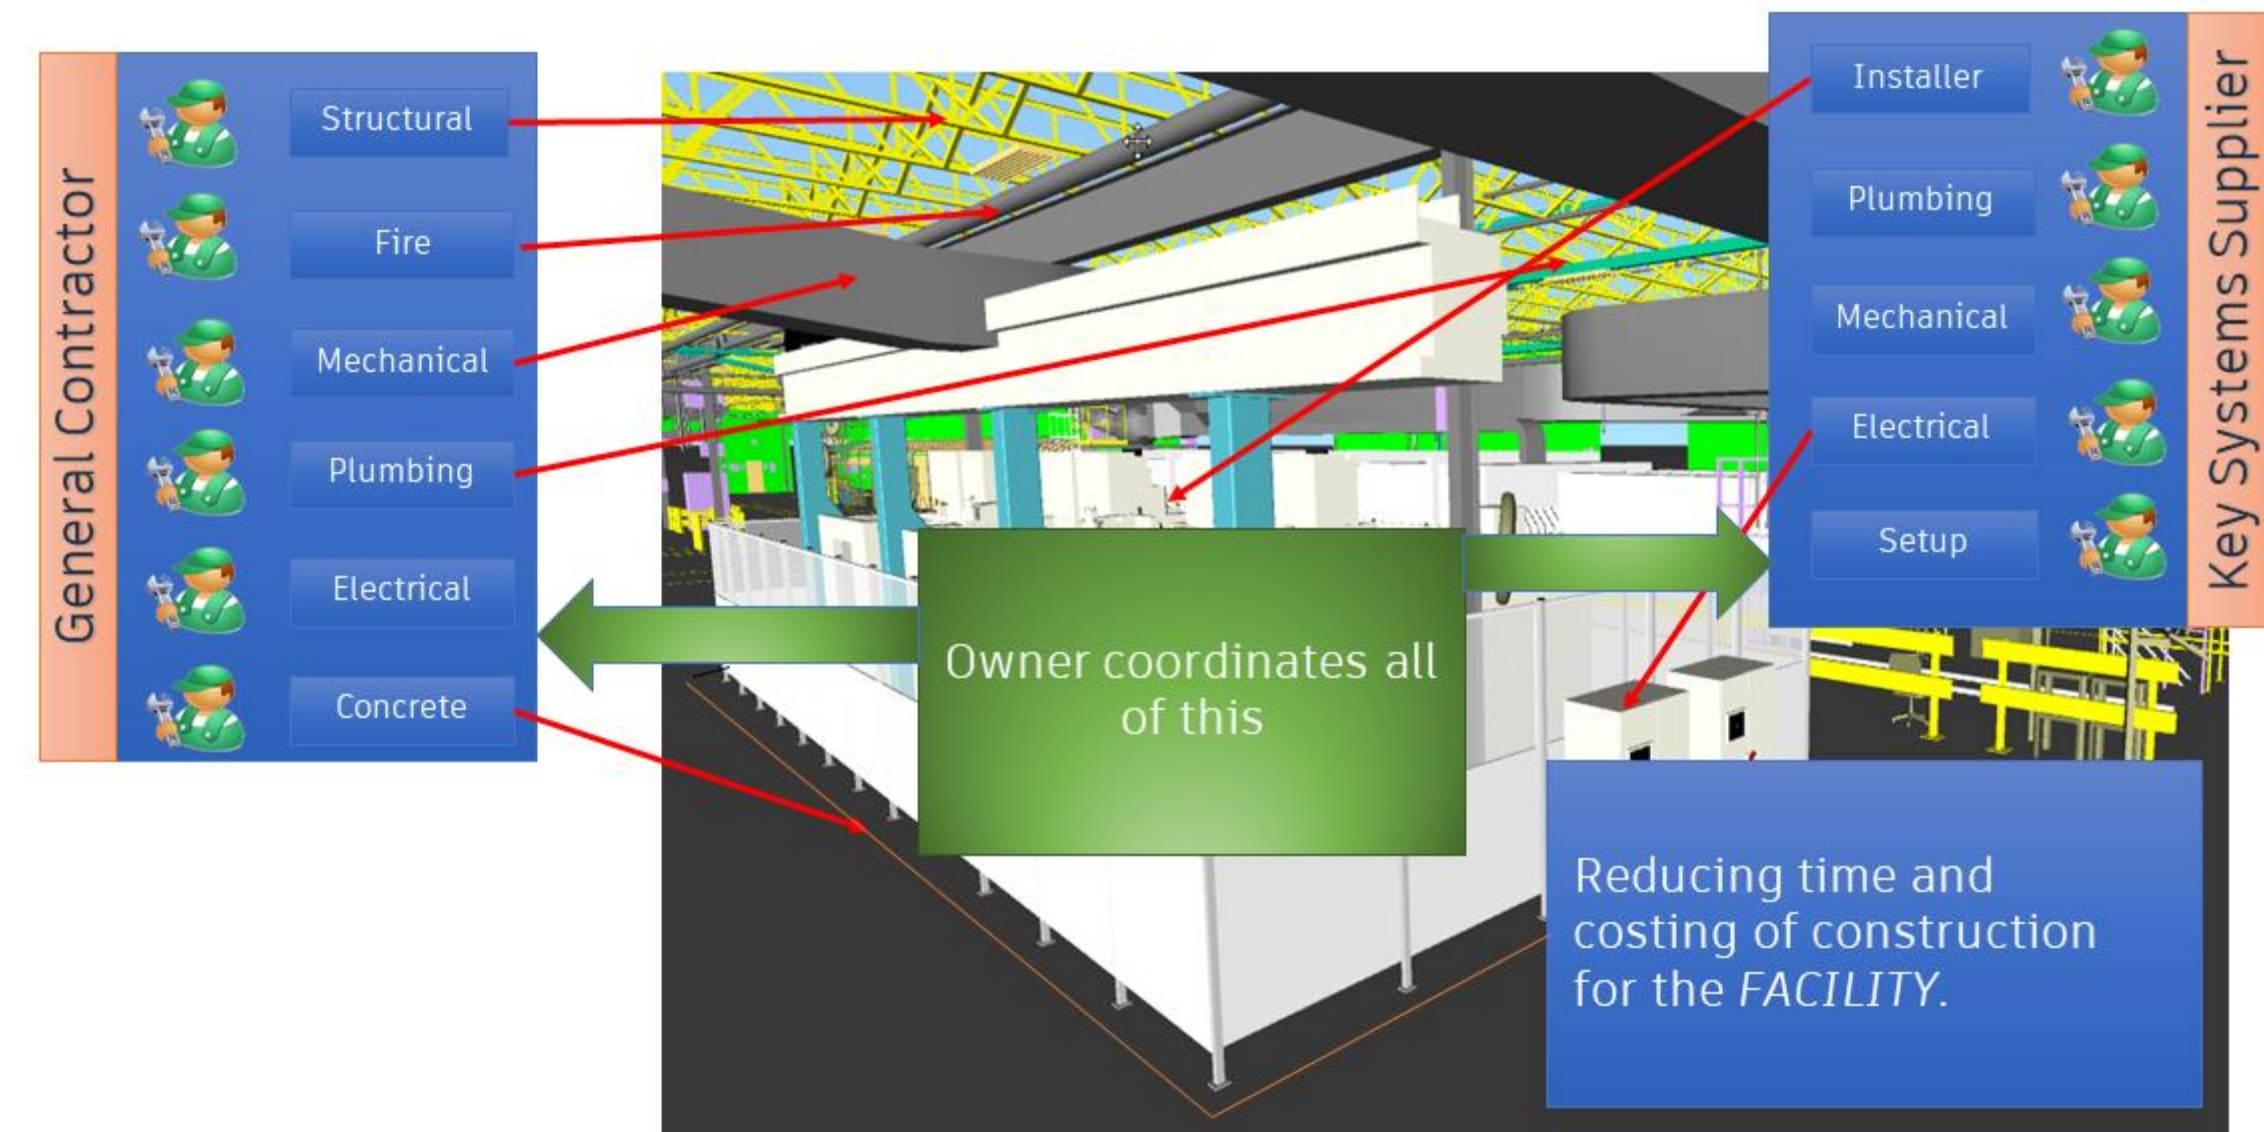 General Contractor
Structural
Fire
Mechanical
Plumbing
Electrical
Concrete
Owner coordinates all
of this
Installer
Plumbing
Mechanical
Electrical
Setup
Key Systems Supplier
Reducing time and
costing of construction
for the FACILITY.